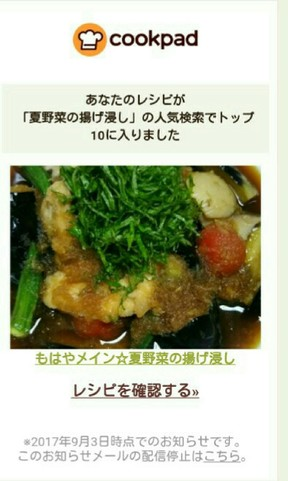 cookpad
あなたのレシピが
「夏野菜の揚げ浸し」の人気検索でトップ
10に入りました
もはやメイン☆夏野菜の揚げ浸し
レシピを確認する»
※2017年9月3日時点でのお知らせです。
このお知らせメールの配信停止はこちら。